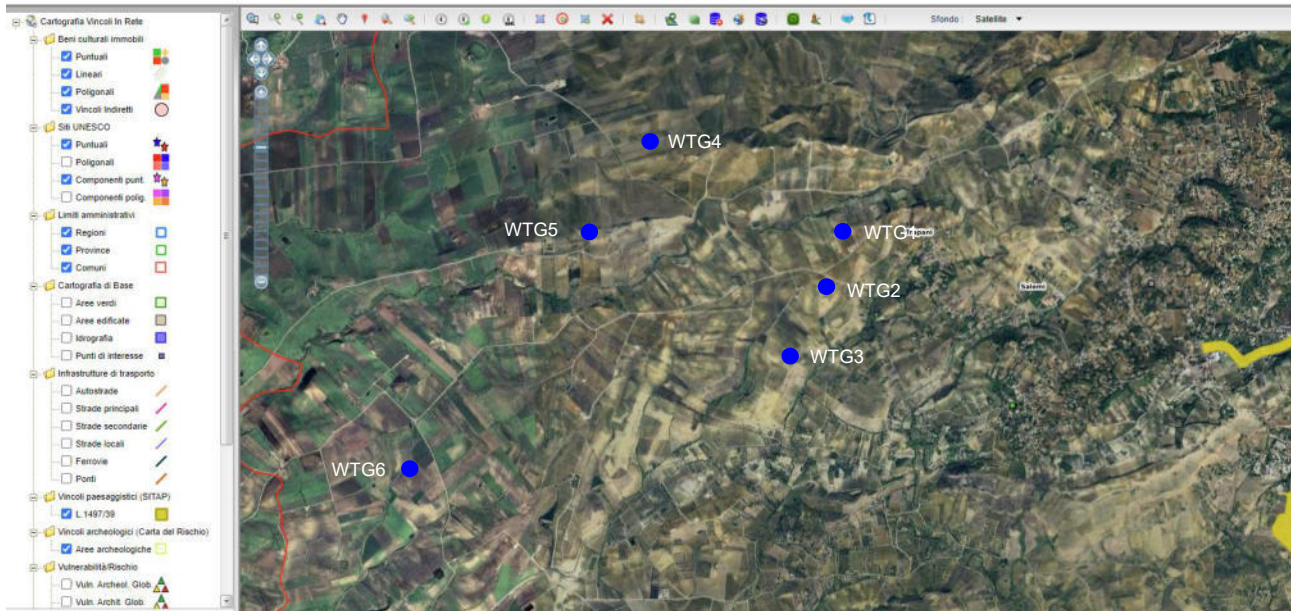 Cartografia Vincoli In Rete
Beni culturali immobili
Puntuali
Lineari
Poligonali
Vincoli Indiretti
Siti UNESCO
Puntuali
Poligonali
Componenti punt.
Componenti polig.
Limiti amministrativi
Regioni
Province
Comuni
Cartografia di Base
Aree verdi
Aree edificate
Idrografia
Punti di interesse
Infrastrutture di trasporto
Autostrade
Strade principali
Strade secondarie
Strade locali
Ferrovie
Ponti
Vincoli paesaggistici (SITAP)
L.1497/39
Vincoli archeologici (Carta del Rischio)
Aree archeologiche
Vulnerabilità/Rischio
Vuln. Archeol. Glob.
Vuln. Archit. Glob.
Sfondo: Satellite
WTG4
WTG5
WTG1
WTG2
Salemi
WTG3
WTG6